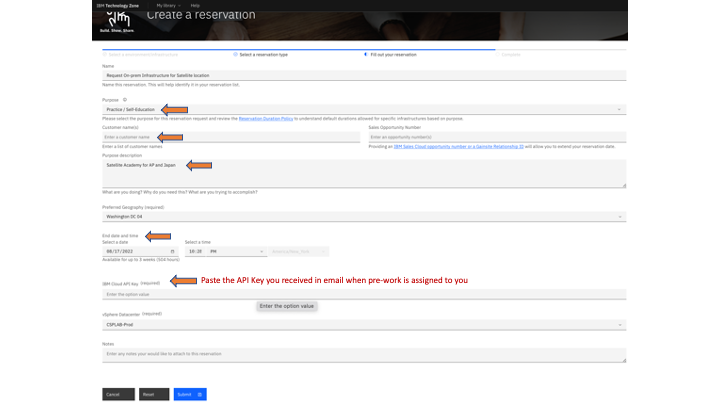 IBM Technology Zone
My library
Help
Create a reservation
Solid. Show, Share.
Select a reservation type
Fill out your reservation
Complete
Name
Request On-prem Infrastructure for Satellite location
Name this reservation. This will help identify it in your reservation list.
Purpose
Practice / Self-Education
Please select the purpose for this reservation request and review the Reservation Duration Policy to understand default durations allowed for specific infrastructures based on purpose.
Customer name(s)
Sales Opportunity Number
Enter a customer name
Enter an opportunity number(s)
Enter a list of customer names
Providing an IBM Sales Cloud opportunity number or a Gainsite Relationship ID will allow you to extend your reservation date.
Purpose description
Satellite Academy for AP and Japan
What are you doing? Why do you need this? What are you trying to accomplish?
Preferred Geography (required)
Washington DC 04
End date and time
Select a date
Select a time
08/27/2022
10:20 PM
America/New_York
Available for up to 3 weeks (504 hours)
IBM Cloud API Key (required)
Paste the API Key you received in email when pre-work is assigned to you
Enter the option value
Enter the option value
vSphere Datacenter (required)
CSPLAB-Prod
Notes
Enter any notes your would like to attach to this reservation
Cancel
Reset
Submit